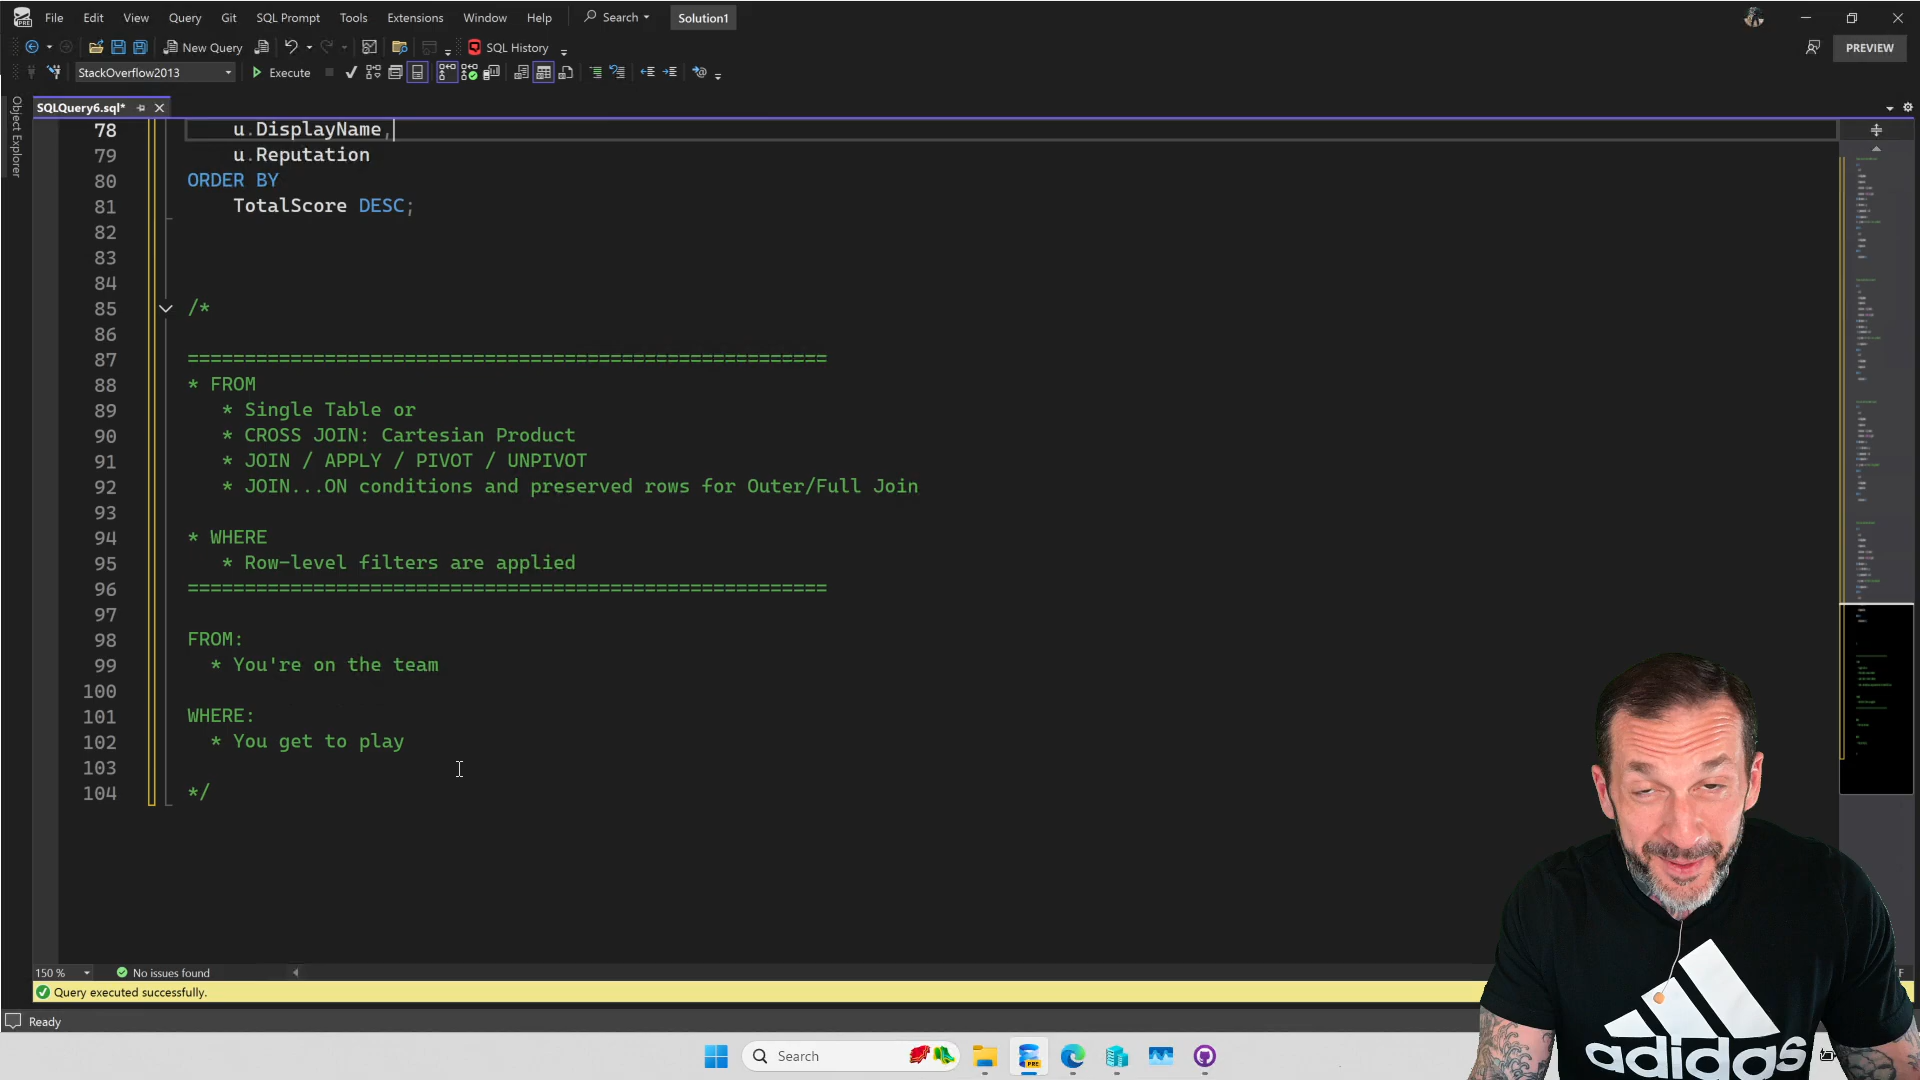 File Edit View Query Git SQL Prompt Tools Extensions Window Help Search Solution1
New Query SQL History PREVIEW
StackOverflow2013 Execute
Object Explorer
SQLQuery6.sql*
78 u.DisplayName,
79 u.Reputation
80 ORDER BY
81 TotalScore DESC;
82
83
84
85 /*
86
87 ========================================================
88 * FROM
89 * Single Table or
90 * CROSS JOIN: Cartesian Product
91 * JOIN / APPLY / PIVOT / UNPIVOT
92 * JOIN...ON conditions and preserved rows for Outer/Full Join
93
94 * WHERE
95 * Row-level filters are applied
96 ========================================================
97
98 FROM:
99 * You're on the team
100
101 WHERE:
102 * You get to play
103
104 */
150 % No issues found
Query executed successfully.
Ready
Search
PRE
adidas